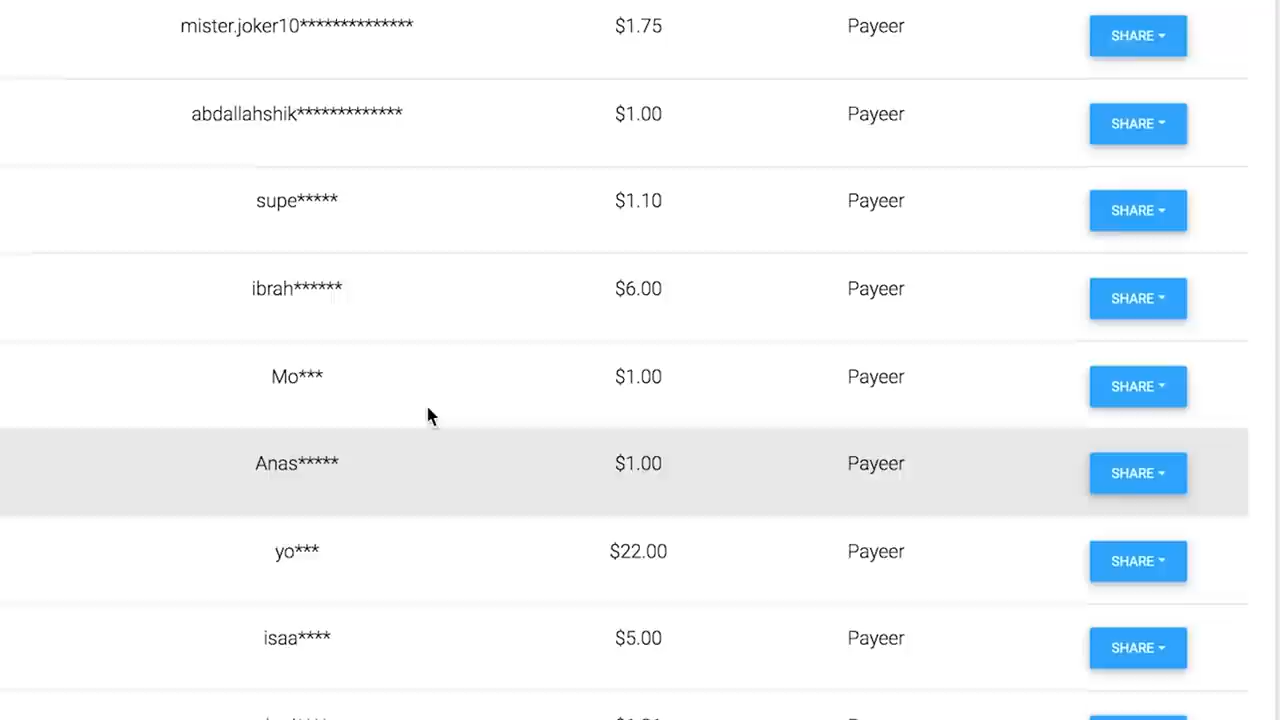 mister.joker10************** $1.75 Payeer SHARE
abdallahshik************* $1.00 Payeer SHARE
supe***** $1.10 Payeer SHARE
ibrah****** $6.00 Payeer SHARE
Mo*** $1.00 Payeer SHARE
Anas***** $1.00 Payeer SHARE
yo*** $22.00 Payeer SHARE
isaa**** $5.00 Payeer SHARE